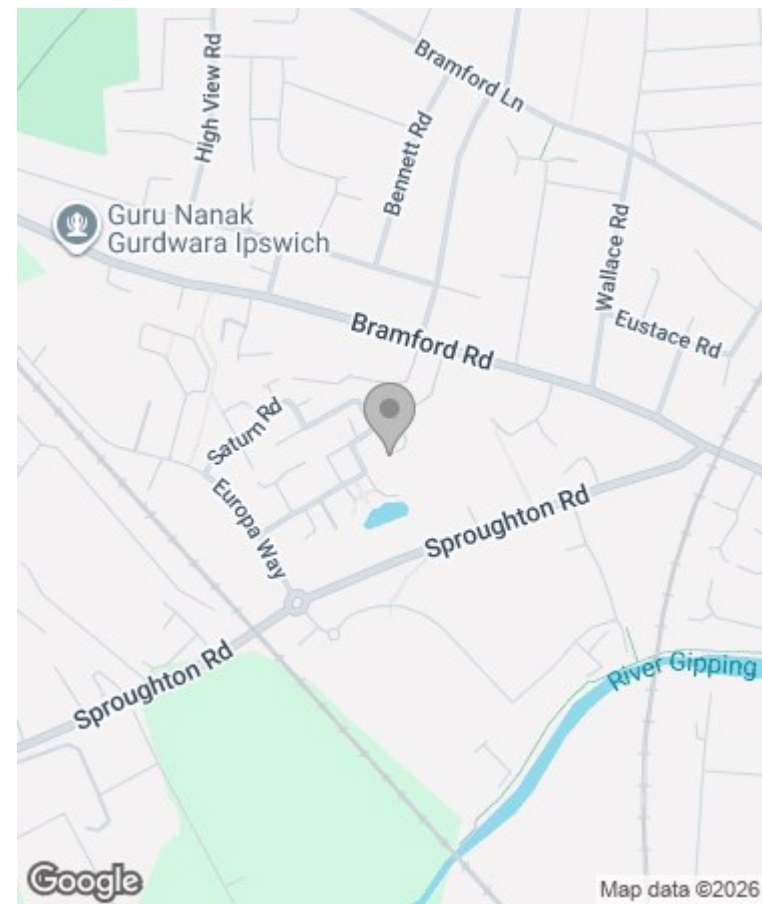 High View Rd
Bramford Ln
Bennett Rd
Guru Nanak
Gurdwara Ipswich
Wallace Rd
Eustace Rd
Bramford Rd
Saturn Rd
Europa Way
Sproughton Rd
Sproughton Rd
River Gipping
Google
Map data ©2026